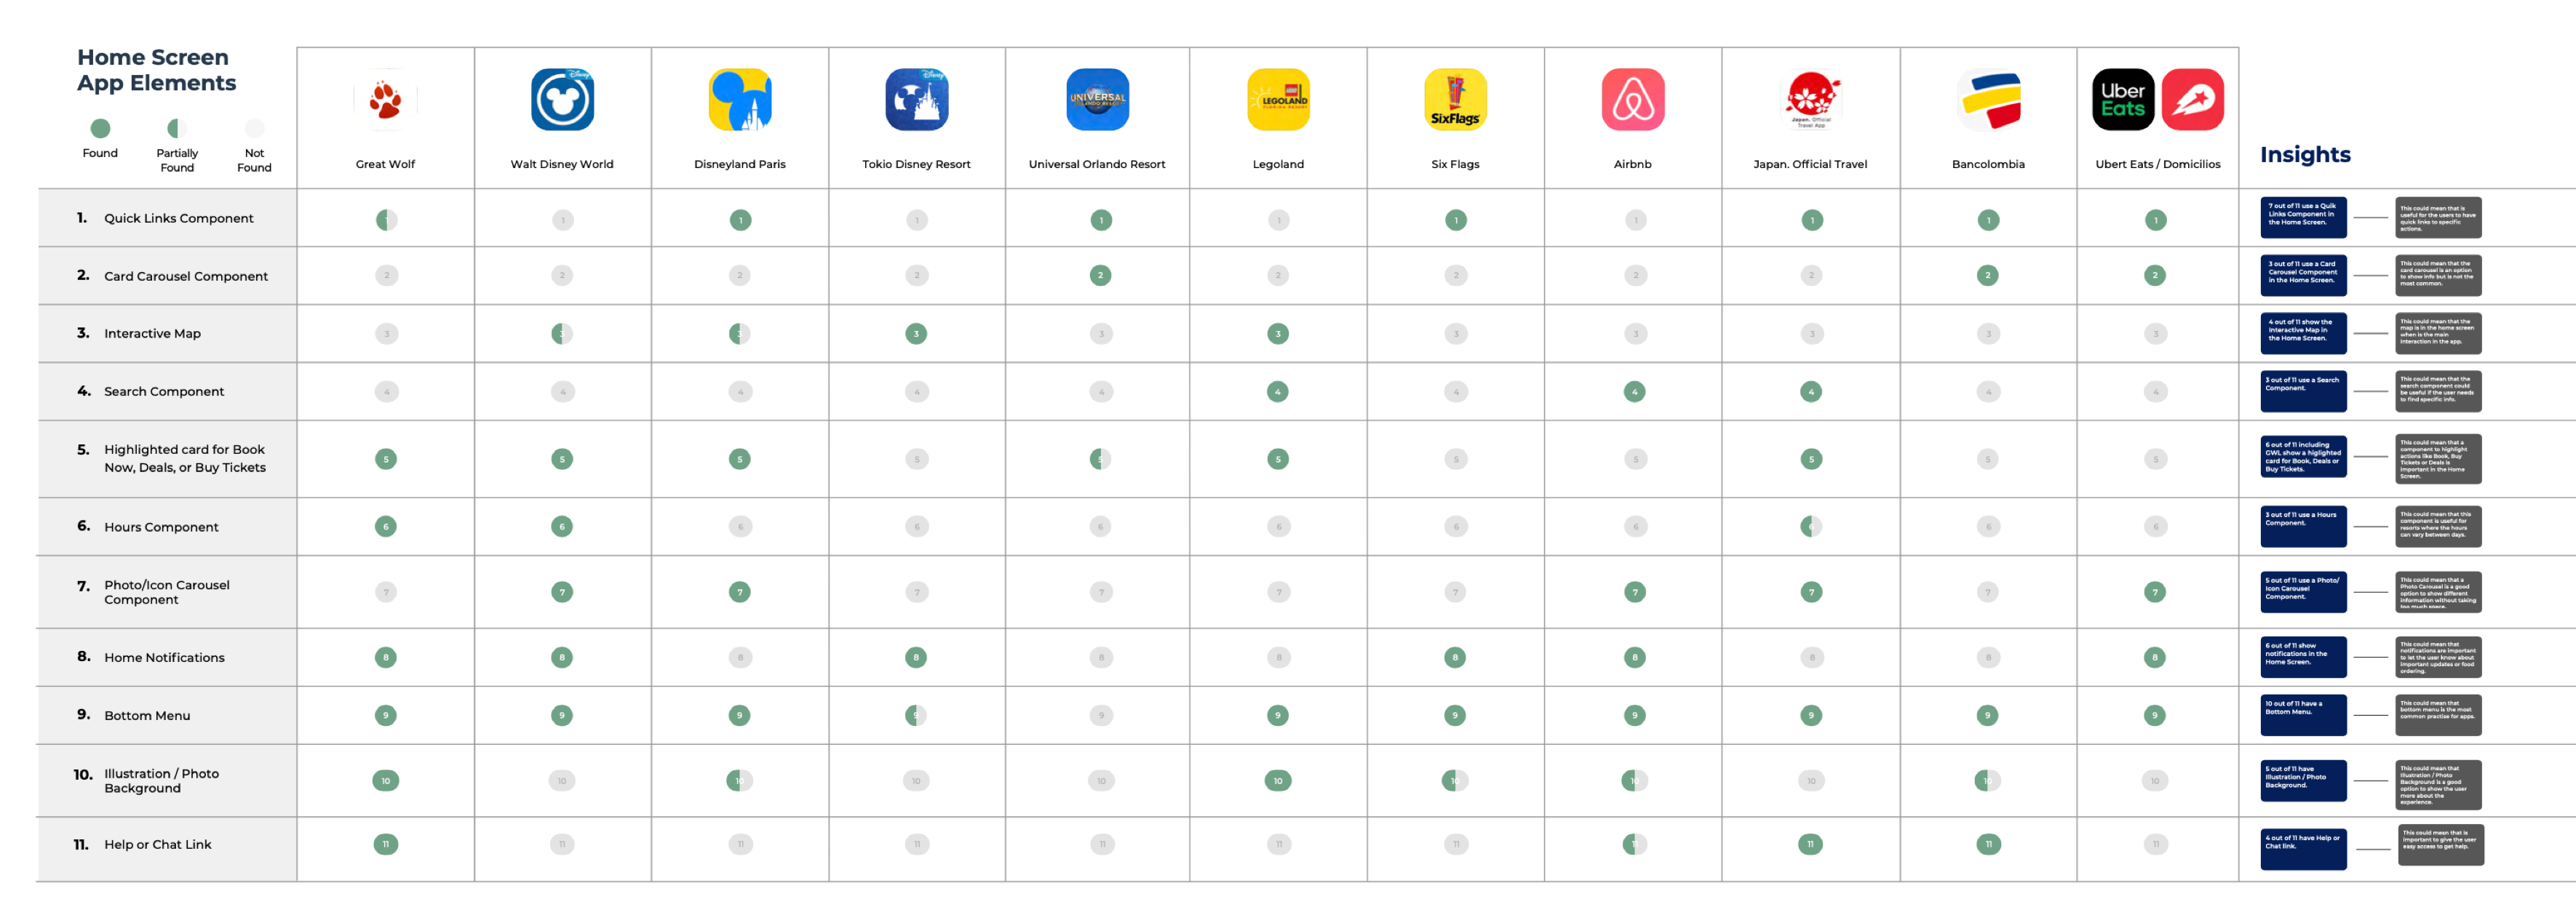 Home Screen
App Elements
Found
Partially
Found
Not
Found
Great Wolf
Disney
Walt Disney World
Disneyland Paris
Disney
Tokio Disney Resort
UNIVERSAL
ORLANDO RESORT
Universal Orlando Resort
LEGO
LEGOLAND
FLORIDA RESORT
Legoland
SixFlags
Six Flags
Airbnb
Japan. Official
Travel App
Japan. Official Travel
Bancolombia
Uber
Eats
Ubert Eats / Domicilios
Insights
1. Quick Links Component
1 1 1 1 1 1 1 1 1 1 1
7 out of 11 use a Quik
Links Component in
the Home Screen.
This could mean that is
useful for the users to have
quick links to specific
actions.
2. Card Carousel Component
2 2 2 2 2 2 2 2 2 2 2
3 out of 11 use a Card
Carousel Component
in the Home Screen.
This could mean that the
card carousel is an option
to show info but is not the
most common.
3. Interactive Map
3 3 3 3 3 3 3 3 3 3 3
4 out of 11 show the
Interactive Map in
the Home Screen.
This could mean that the
map is in the home screen
when is the main
interaction in the app.
4. Search Component
4 4 4 4 4 4 4 4 4 4 4
3 out of 11 use a Search
Component.
This could mean that the
search component could
be useful if the user needs
to find specific info.
5. Highlighted card for Book
Now, Deals, or Buy Tickets
5 5 5 5 5 5 5 5 5 5 5
6 out of 11 including
GWL show a higlighted
card for Book, Deals or
Buy Tickets.
This could mean that a
component to highlight
actions like Book, Buy
Tickets or Deals is
important in the Home
Screen.
6. Hours Component
6 6 6 6 6 6 6 6 6 6 6
3 out of 11 use a Hours
Component.
This could mean that this
component is useful for
resorts where the hours
can vary between days.
7. Photo/Icon Carousel
Component
7 7 7 7 7 7 7 7 7 7 7
5 out of 11 use a Photo/
Icon Carousel
Component.
This could mean that a
Photo Carousel is a good
option to show different
information without taking
too much space.
8. Home Notifications
8 8 8 8 8 8 8 8 8 8 8
6 out of 11 show
notifications in the
Home Screen.
This could mean that
notifications are important
to let the user know about
important updates or food
ordering.
9. Bottom Menu
9 9 9 9 9 9 9 9 9 9 9
10 out of 11 have a
Bottom Menu.
This could mean that
bottom menu is the most
common practise for apps.
10. Illustration / Photo
Background
10 10 10 10 10 10 10 10 10 10 10
5 out of 11 have
Illustration / Photo
Background.
This could mean that
Illustration / Photo
Background is a good
option to show the user
more about the
experience.
11. Help or Chat Link
11 11 11 11 11 11 11 11 11 11 11
4 out of 11 have Help or
Chat link.
This could mean that is
important to give the user
easy access to get help.